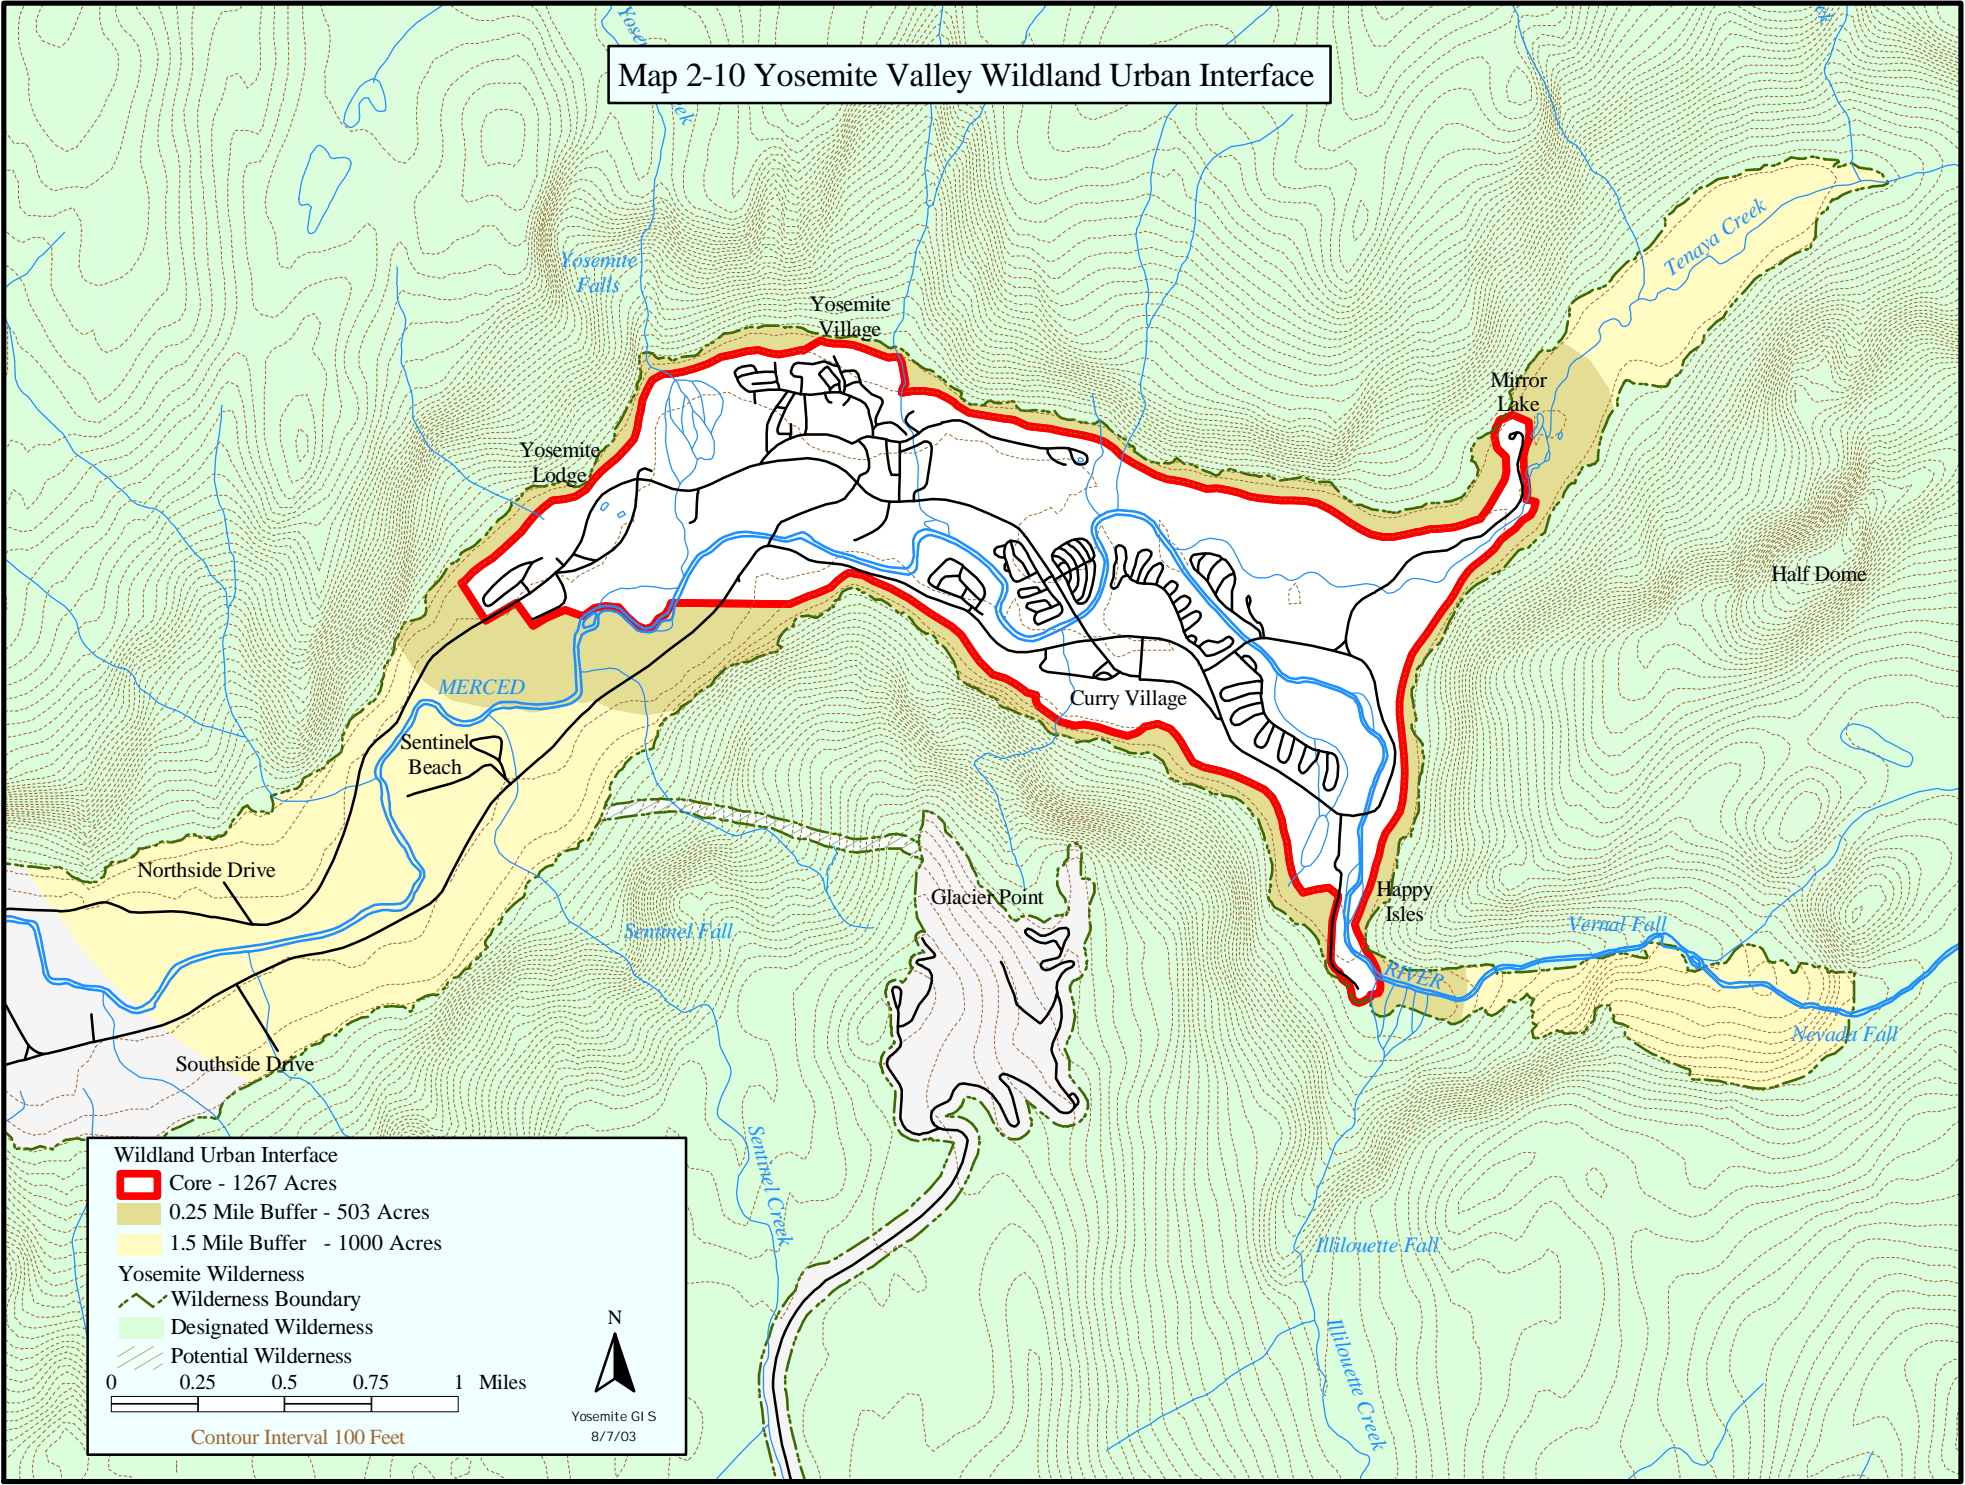 Yosemite
Creek
Map 2-10 Yosemite Valley Wildland Urban Interface
Tenaya Creek
Yosemite
Falls
Yosemite
Village
Mirror
Lake
Yosemite
Lodge
Half Dome
MERCED
Curry Village
Sentinel
Beach
Northside Drive
Glacier Point
Happy
Isles
Vernal Fall
Sentinel Fall
RIVER
Nevada Fall
Southside Drive
Sentinel Creek
Illilouette Fall
Illilouette Creek
Wildland Urban Interface
Core - 1267 Acres
0.25 Mile Buffer - 503 Acres
1.5 Mile Buffer - 1000 Acres
Yosemite Wilderness
Wilderness Boundary
Designated Wilderness
Potential Wilderness
0 0.25 0.5 0.75 1 Miles
Contour Interval 100 Feet
N
Yosemite GIS
8/7/03